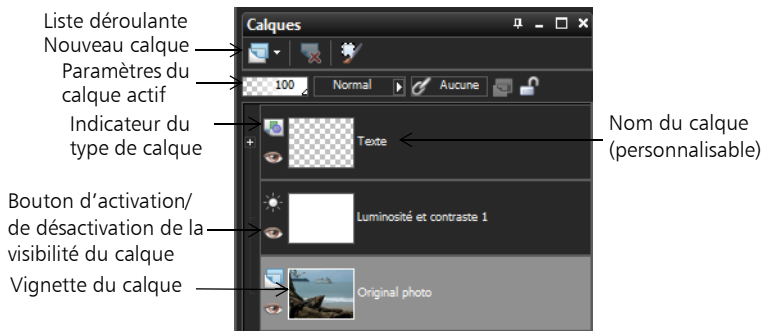 Liste déroulante
Nouveau calque
Paramètres du
calque actif
Indicateur du
type de calque
Bouton d’activation/
de désactivation de la
visibilité du calque
Vignette du calque
Calques
100
Normal
Aucune
Texte
Luminosité et contraste 1
Original photo
Nom du calque
(personnalisable)